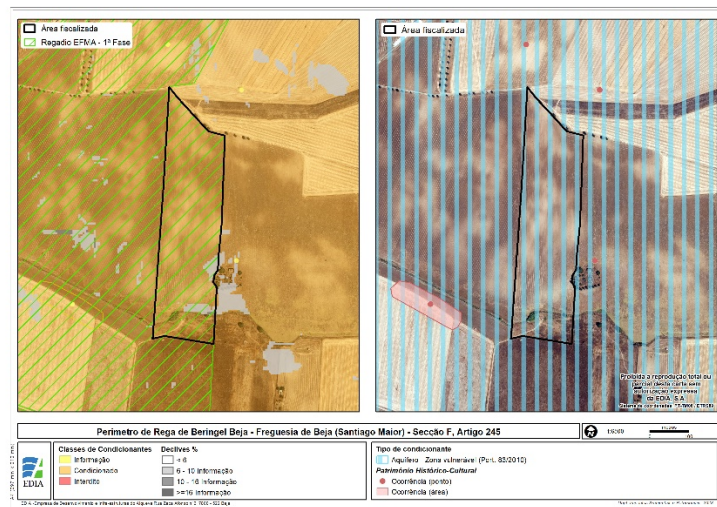 Área fiscalizada
Regadio EFMA - 1ª Fase
Área fiscalizada
Proibida a reprodução total ou
parcial desta carta sem
autorização expressa
da EDIA, S.A
Perimetro de Rega de Beringel Beja - Freguesia de Beja (Santiago Maior) - Secção F, Artigo 245
EDIA
Classes de Condicionantes
Informação
Condicionado
Interdito
Declives %
< 6
6 - 10 Informação
10 - 16 Informação
>=16 Informação
Tipo de condicionante
Aquífero - Zona vulnerável (Port. 83/2010)
Património Histórico-Cultural
Ocorrência (ponto)
Ocorrência (área)